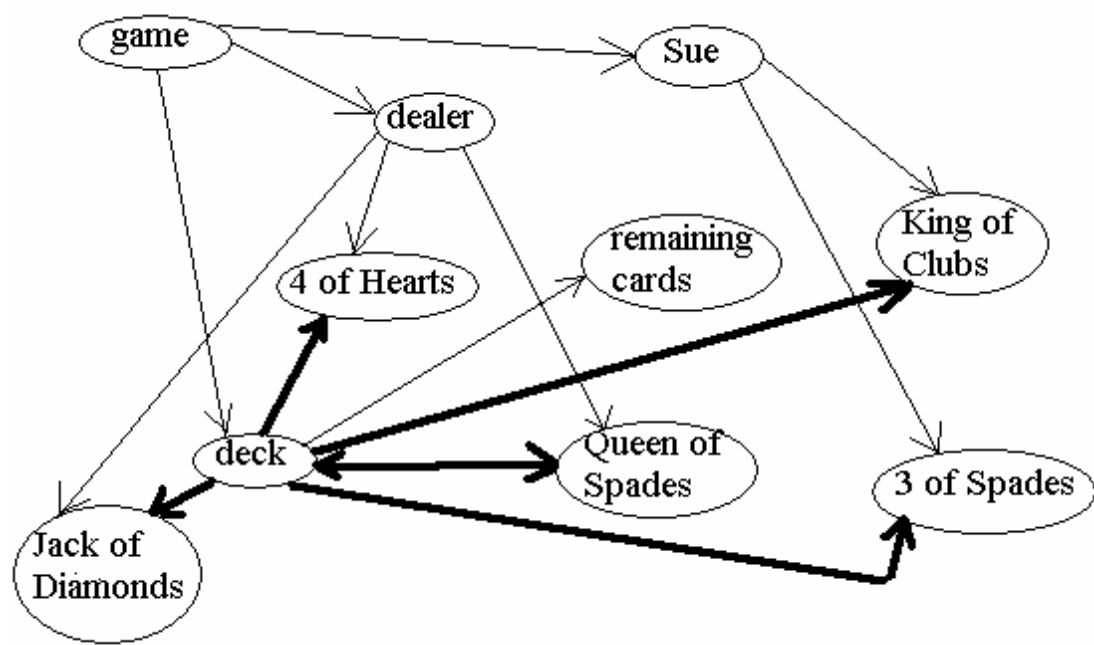 game
Sue
dealer
King of
Clubs
remaining
cards
4 of Hearts
deck
Queen of
Spades
3 of Spades
Jack of
Diamonds